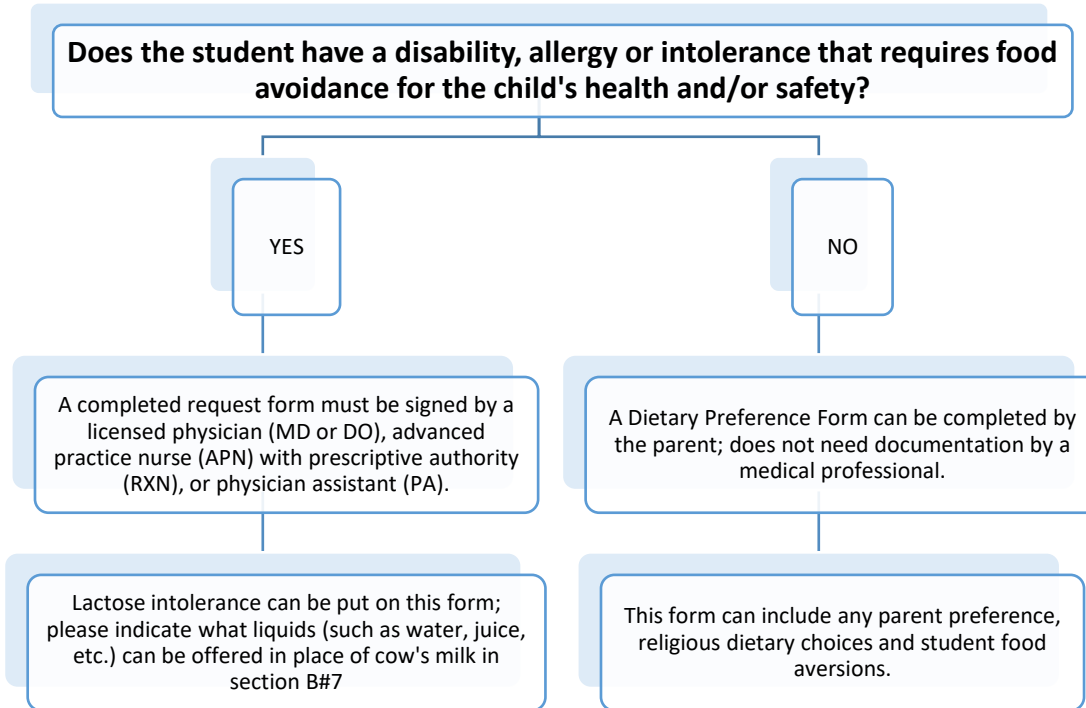 Does the student have a disability, allergy or intolerance that requires food
avoidance for the child's health and/or safety?
YES
NO
A completed request form must be signed by a
licensed physician (MD or DO), advanced
practice nurse (APN) with prescriptive authority
(RXN), or physician assistant (PA).
A Dietary Preference Form can be completed by
the parent; does not need documentation by a
medical professional.
Lactose intolerance can be put on this form;
please indicate what liquids (such as water, juice,
etc.) can be offered in place of cow's milk in
section B#7
This form can include any parent preference,
religious dietary choices and student food
aversions.